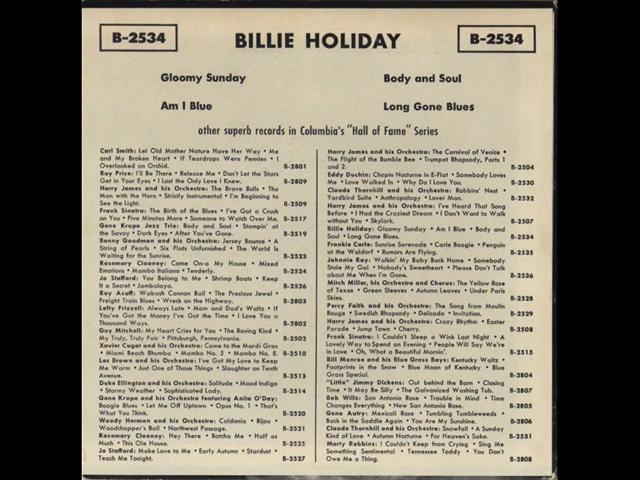 B-2534
BILLIE HOLIDAY
B-2534
Gloomy Sunday
Body and Soul
Am I Blue
Long Gone Blues
other superb records in Columbia's "Hall of Fame" Series
Carl Smith: Let Old Mother Nature Have Her Way • Me
and My Broken Heart • If Teardrops Were Pennies • I
Overlooked an Orchid. B-2801
Ray Price: I'll Be There • Release Me • Don't Let the Stars
Get in Your Eyes • I Last the Only Love I Knew. B-2809
Harry James and his Orchestra: The Brave Bulls • The
Man with the Horn • Strictly Instrumental • I'm Beginning to
See the Light. B-2509
Frank Sinatra: The Birth of the Blues • I've Got a Crush
on You • Five Minutes More • Someone to Watch Over Me. B-2517
Gene Krupa Jazz Trio: Body and Soul • Stompin' at
the Savoy • Dark Eyes • After You've Gone. B-2519
Benny Goodman and his Orchestra: Jersey Bounce • A
String of Pearls • Six Flats Unfurnished • The World Is
Waiting for the Sunrise. B-2523
Rosemary Clooney: Come On-a My House • Mixed
Emotions • Mambo Italiano • Tenderly. B-2524
Jo Stafford: You Belong to Me • Shrimp Boats • Keep
It a Secret • Jambalaya. B-2526
Roy Acuff: Wabash Cannon Ball • The Precious Jewel •
Freight Train Blues • Wreck on the Highway. B-2803
Lefty Frizzell: Always Late • Mom and Dad's Waltz • If
You've Got the Money I've Got the Time • I Love You a
Thousand Ways. B-2802
Guy Mitchell: My Heart Cries for You • The Roving Kind •
My Truly, Truly Fair • Pittsburgh, Pennsylvania. B-2502
Xavier Cugat and his Orchestra: Come to the Mardi Gras
• Miami Beach Rhumba • Mambo No. 5 • Mambo No. 8. B-2510
Les Brown and his Orchestra: I've Got My Love to Keep
Me Warm • Just One of Those Things • Slaughter on Tenth
Avenue. B-2513
Duke Ellington and his Orchestra: Solitude • Mood Indigo
• Stormy Weather • Sophisticated Lady. B-2514
Gene Krupa and his Orchestra featuring Anita O'Day:
Boogie Blues • Let Me Off Uptown • Opus No. 1 • That's
What You Think. B-2520
Woody Herman and his Orchestra: Caldonia • Bijou •
Woodchopper's Ball • Northwest Passage. B-2521
Rosemary Clooney: Hey There • Botcha Me • Half as
Much • This Ole House. B-2525
Jo Stafford: Make Love to Me • Early Autumn • Stardust •
Teach Me Tonight. B-2527
Harry James and his Orchestra: The Carnival of Venice •
The Flight of the Bumble Bee • Trumpet Rhapsody, Parts 1
and 2. B-2504
Eddy Duchin: Chopin Nocturne in E-Flat • Somebody Loves
Me • Love Walked In • Why Do I Love You. B-2530
Claude Thornhill and his Orchestra: Robbins' Nest •
Yardbird Suite • Anthropology • Lover Man. B-2532
Harry James and his Orchestra: I've Heard That Song
Before • I Had the Craziest Dream • I Don't Want to Walk
without You • Skylark. B-2507
Billie Holiday: Gloomy Sunday • Am I Blue • Body and
Soul • Long Gone Blues. B-2534
Frankie Carle: Sunrise Serenade • Carle Boogie • Penguin
at the Waldorf • Rumors Are Flying. B-2535
Johnnie Ray: Walkin' My Baby Back Home • Somebody
Stole My Gal • Nobody's Sweetheart • Please Don't Talk
about Me When I'm Gone. B-2536
Mitch Miller, his Orchestra and Chorus: The Yellow Rose
of Texas • Green Sleeves • Autumn Leaves • Under Paris
Skies. B-2528
Percy Faith and his Orchestra: The Song from Moulin
Rouge • Swedish Rhapsody • Delicado • Invitation. B-2529
Harry James and his Orchestra: Crazy Rhythm • Easter
Parade • Jump Town • Cherry. B-2508
Frank Sinatra: I Couldn't Sleep a Wink Last Night • A
Lovely Way to Spend an Evening • People Will Say We're
in Love • Oh, What a Beautiful Mornin'. B-2515
Bill Monroe and his Blue Grass Boys: Kentucky Waltz •
Footprints in the Snow • Blue Moon of Kentucky • Blue
Grass Special. B-2804
"Little" Jimmy Dickens: Out behind the Barn • Closing
Time • It May Be Silly • The Galvanized Washing Tub. B-2807
Bob Wills: San Antonio Rose • Trouble in Mind • Time
Changes Everything • New San Antonio Rose. B-2805
Gene Autry: Mexicali Rose • Tumbling Tumbleweeds •
Back in the Saddle Again • You Are My Sunshine. B-2806
Claude Thornhill and his Orchestra: Snowfall • A Sunday
Kind of Love • Autumn Nocturne • For Heaven's Sake. B-2531
Marty Robbins: I Couldn't Keep from Crying • Sing Me
Something Sentimental • Tennessee Toddy • You Don't
Owe Me a Thing. B-2808